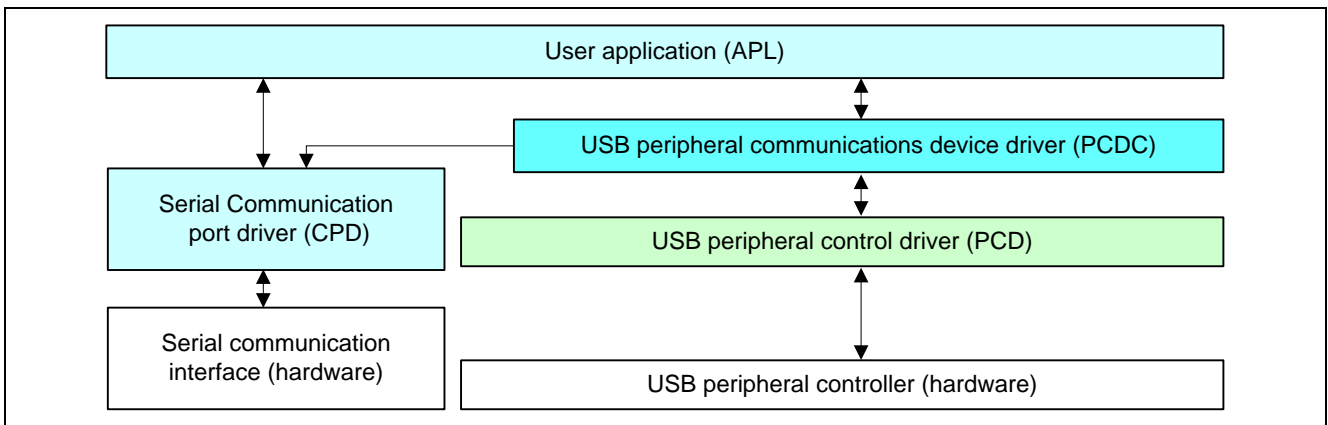 User application (APL)
USB peripheral communications device driver (PCDC)
Serial Communication
port driver (CPD)
USB peripheral control driver (PCD)
Serial communication
interface (hardware)
USB peripheral controller (hardware)